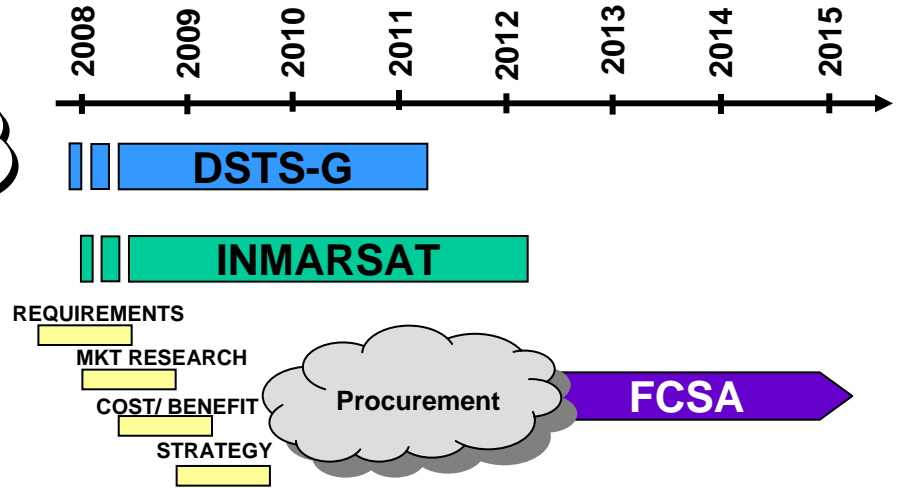 2008
2009
2010
2011
2012
2013
2014
2015
DSTS-G
INMARSAT
REQUIREMENTS
MKT RESEARCH
COST/ BENEFIT
STRATEGY
Procurement
FCSA